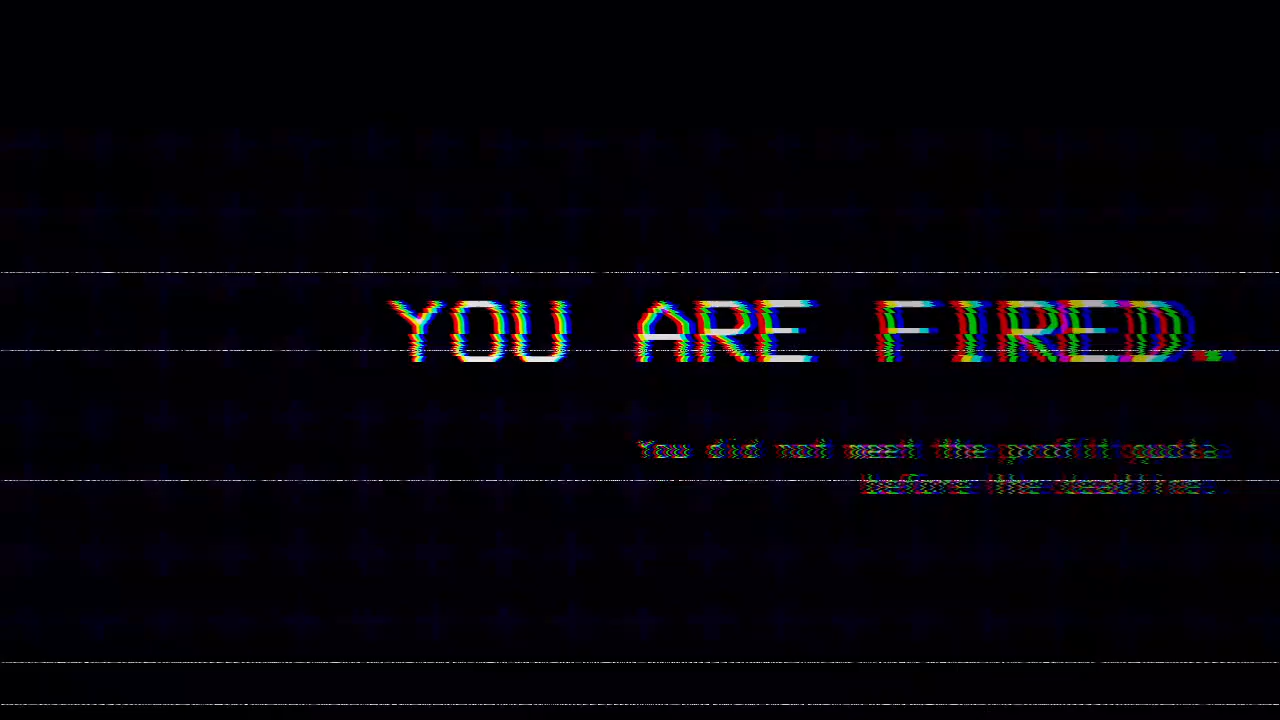 YOU ARE FIRED.
You did not meet the profit quota
before the deadline.